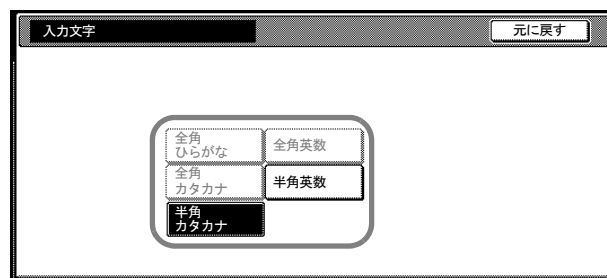 入力文字
元に戻す
全角
ひらがな
全角英数
全角
カタカナ
半角英数
半角
カタカナ